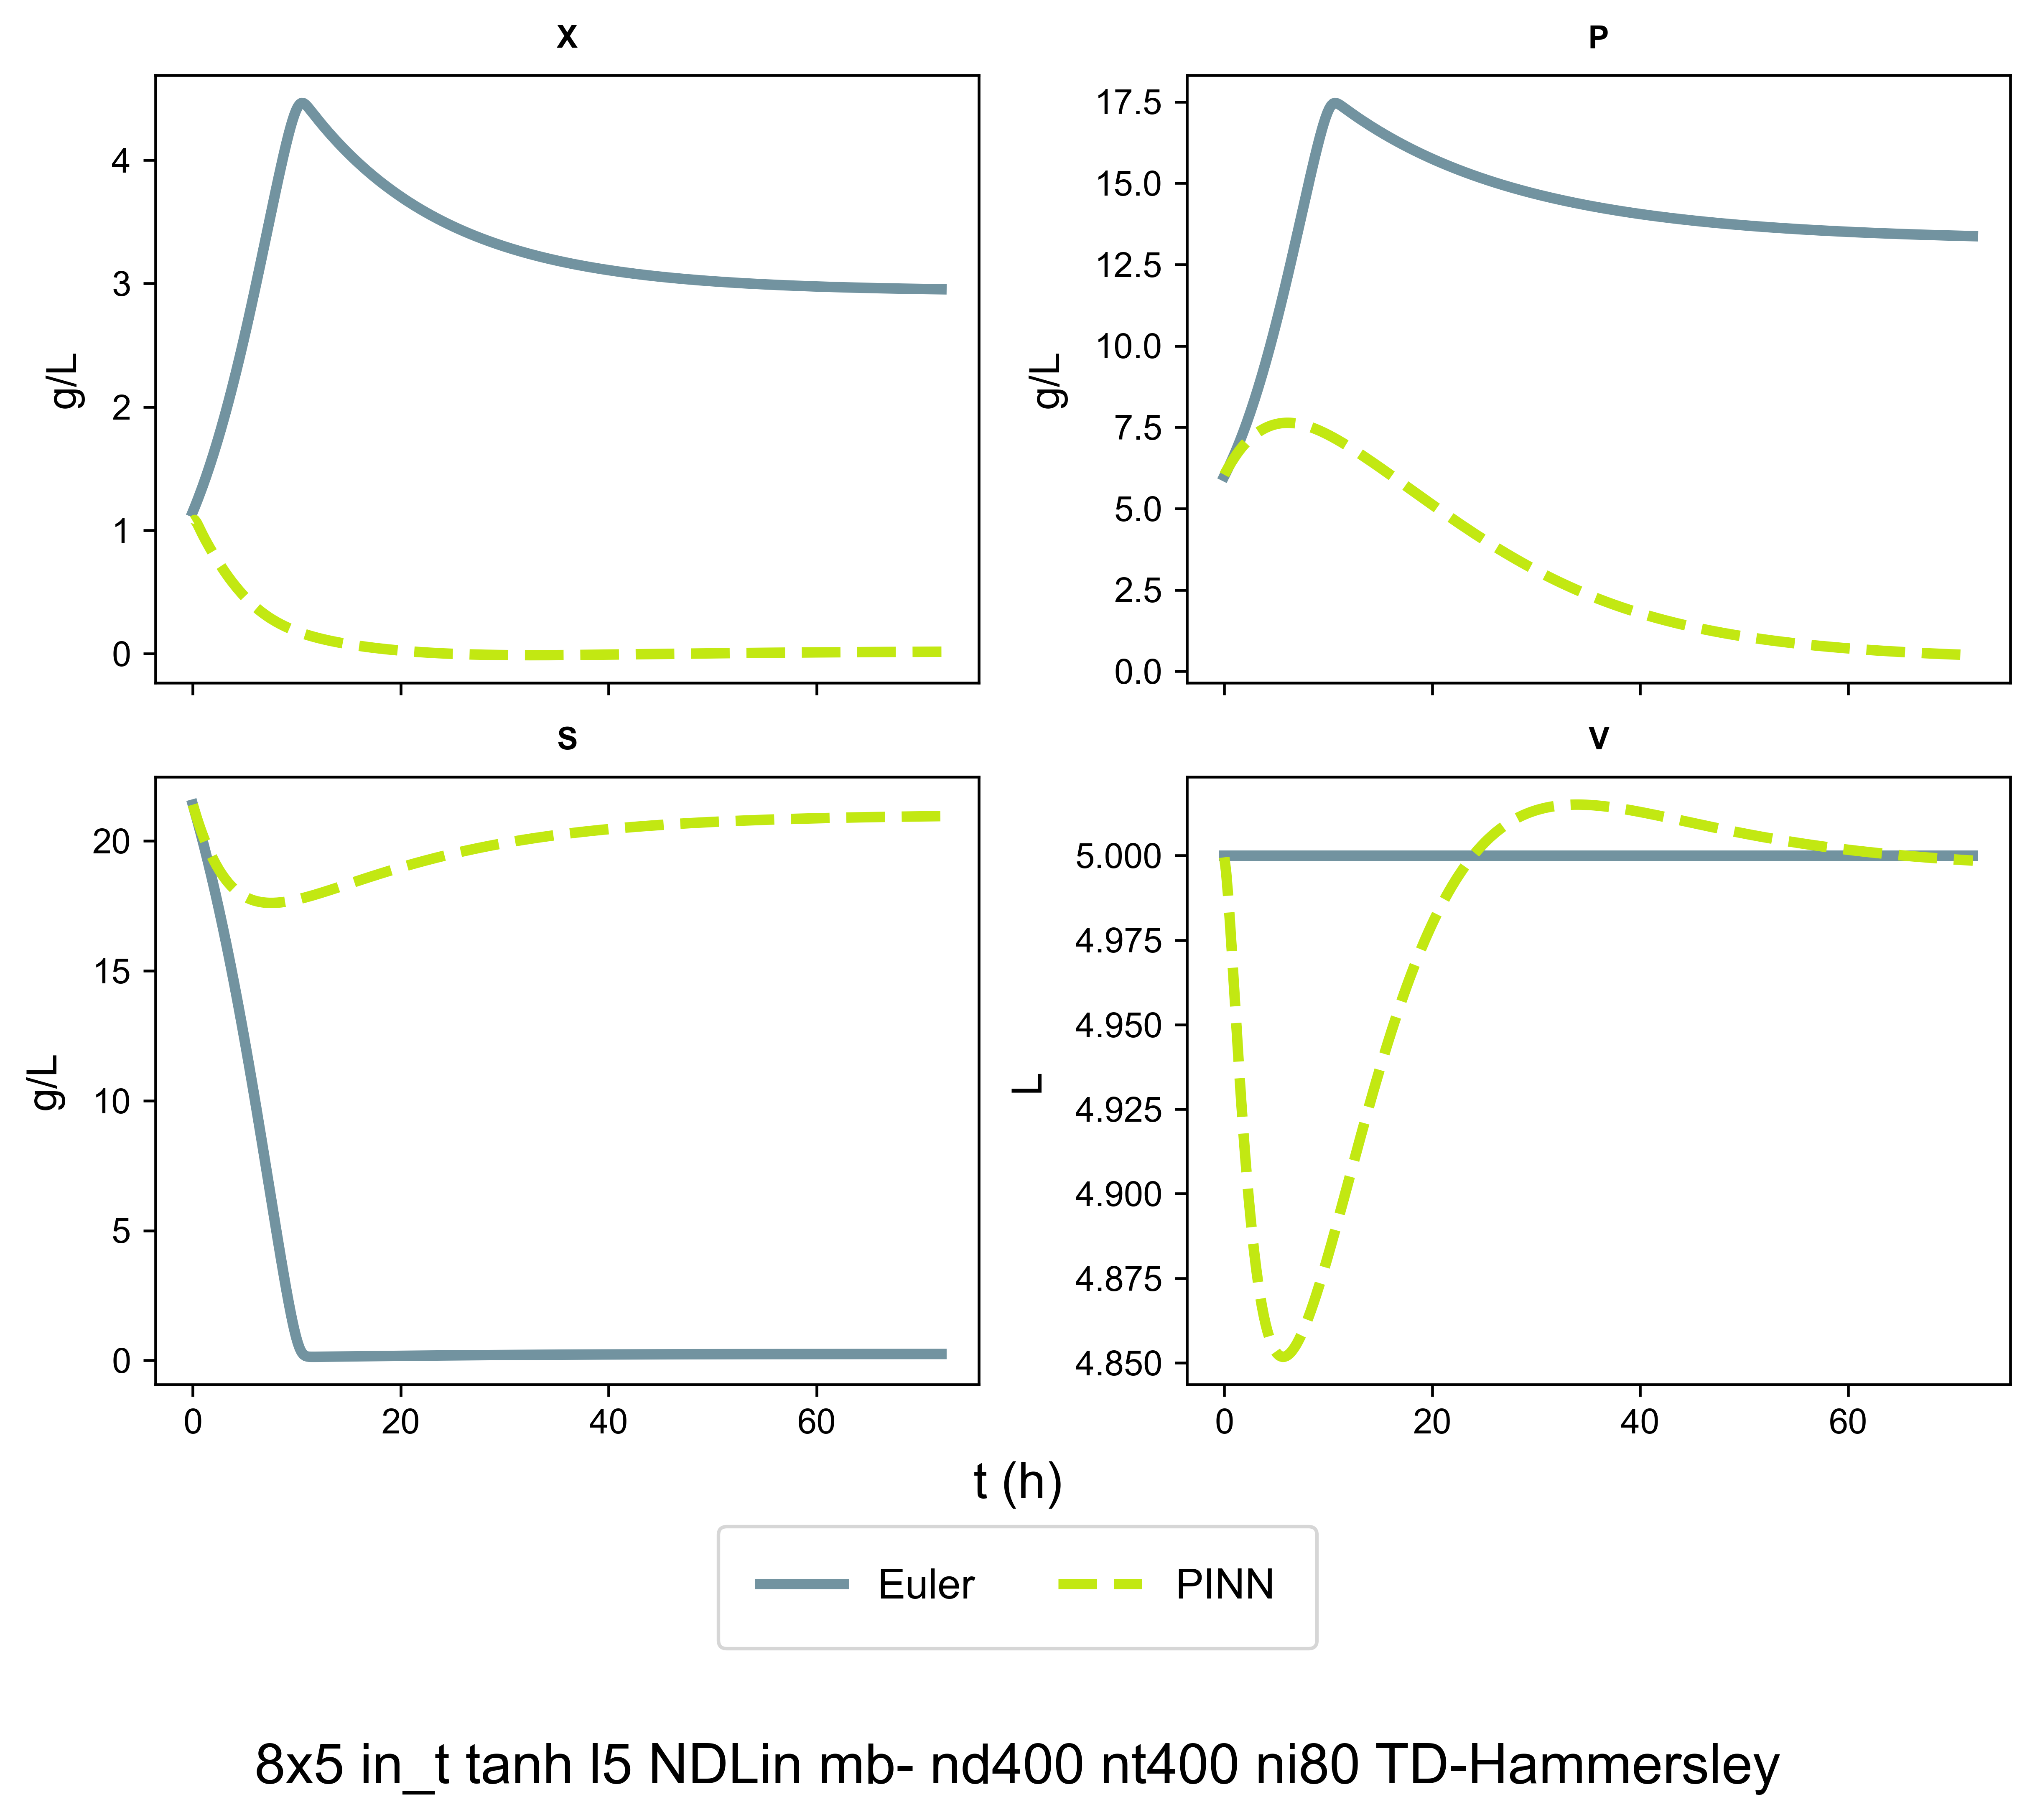 X
P
4
3
2
1
0
g/L
17.5
15.0
12.5
10.0
7.5
5.0
2.5
0.0
g/L
S
V
20
15
10
5
0
g/L
5.000
4.975
4.950
4.925
4.900
4.875
4.850
L
0 20 40 60
0 20 40 60
t (h)
Euler PINN
8x5 in_t tanh l5 NDLin mb- nd400 nt400 ni80 TD-Hammersley